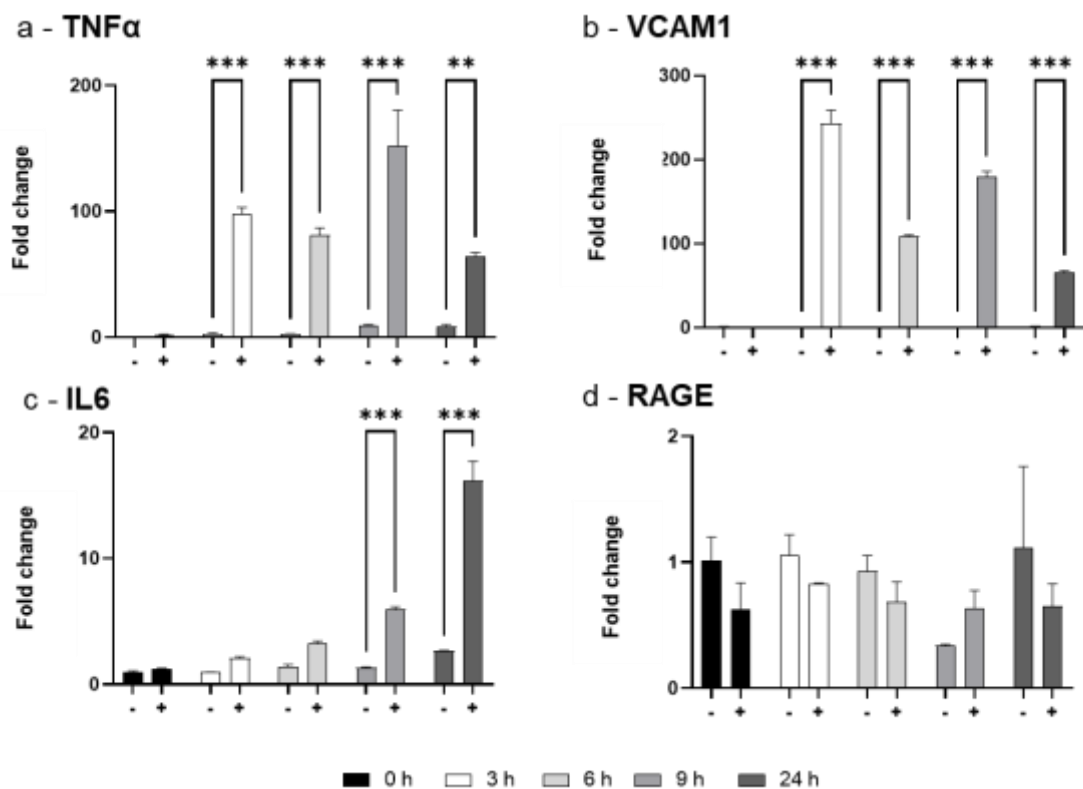 a - TNFα
*** *** *** **
200
100
0
Fold change
- + - + - + - + - +
b - VCAM1
*** *** *** ***
300
200
100
0
Fold change
- + - + - + - + - +
c - IL6
*** ***
20
10
0
Fold change
- + - + - + - + - +
d - RAGE
2
1
0
Fold change
- + - + - + - + - +
0 h 3 h 6 h 9 h 24 h